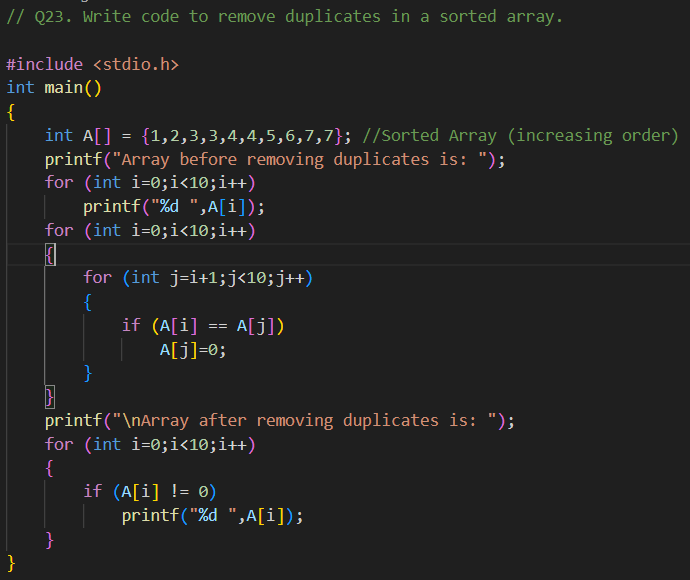 // Q23. Write code to remove duplicates in a sorted array.
#include <stdio.h>
int main()
{
    int A[] = {1,2,3,3,4,4,5,6,7,7}; //Sorted Array (increasing order)
    printf("Array before removing duplicates is: ");
    for (int i=0;i<10;i++)
        printf("%d ",A[i]);
    for (int i=0;i<10;i++)
    {
        for (int j=i+1;j<10;j++)
        {
            if (A[i] == A[j])
                A[j]=0;
        }
    }
    printf("\nArray after removing duplicates is: ");
    for (int i=0;i<10;i++)
    {
        if (A[i] != 0)
            printf("%d ",A[i]);
    }
}